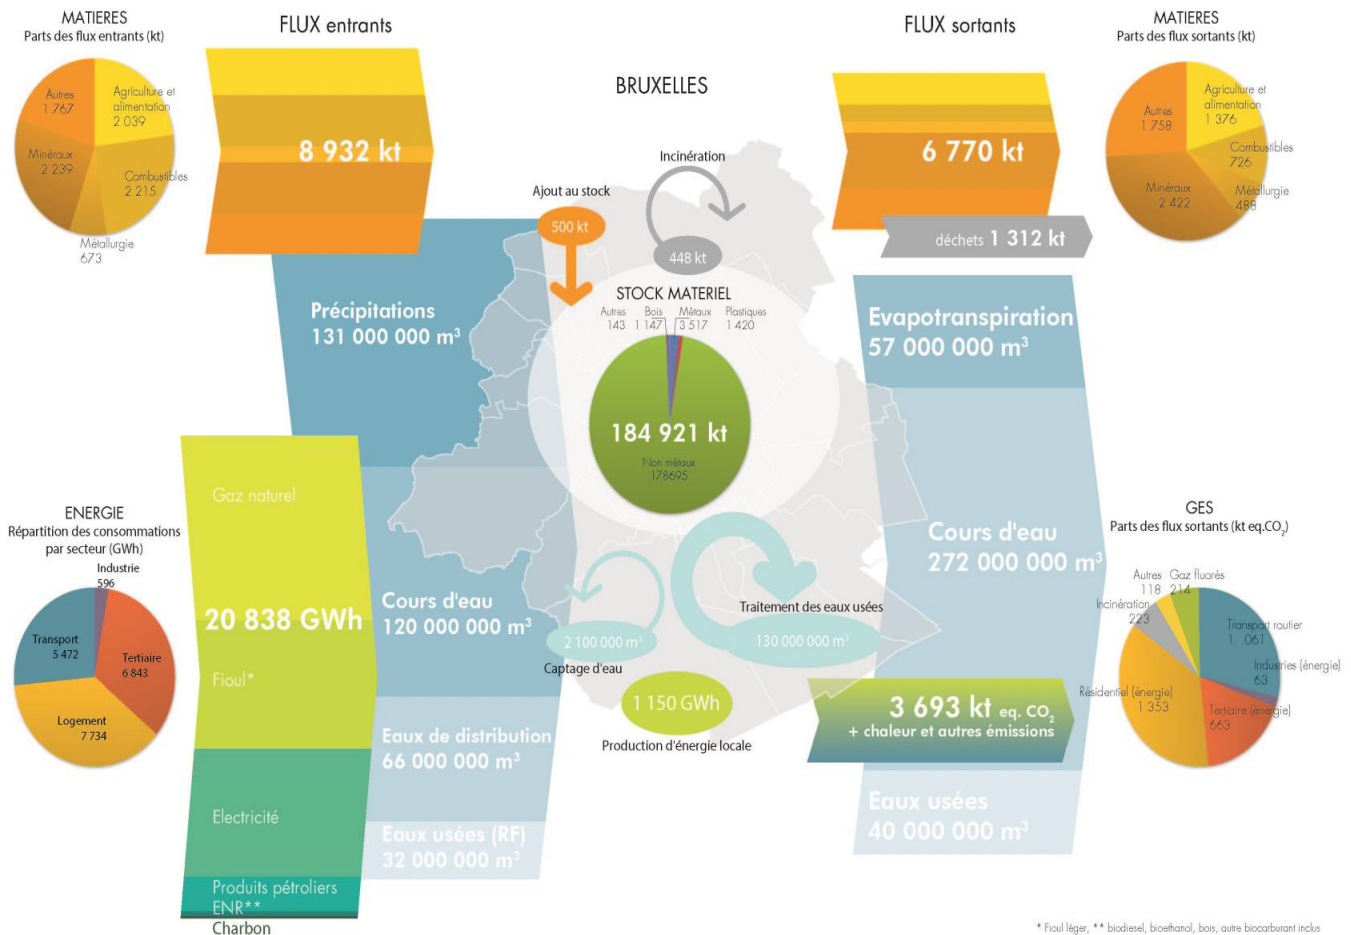 MATIERES
Parts des flux entrants (kt)
Autres
1 767
Agriculture et
alimentation
2 039
Minéraux
2 239
Combustibles
2 215
Métallurgie
673
FLUX entrants
8 932 kt
Précipitations
131 000 000 m³
Cours d'eau
120 000 000 m³
Eaux de distribution
66 000 000 m³
Eaux usées (RF)
32 000 000 m³
Gaz naturel
20 838 GWh
Fioul*
Electricité
Produits pétroliers
ENR**
Charbon
ENERGIE
Répartition des consommations
par secteur (GWh)
Industrie
596
Transport
5 472
Tertiaire
6 843
Logement
7 734
BRUXELLES
Incinération
448 kt
Ajout au stock
500 kt
STOCK MATERIEL
Autres
143
Bois
1 147
Métaux
3 517
Plastiques
1 420
184 921 kt
Non métaux
178695
2 100 000 m³
Captage d'eau
Traitement des eaux usées
130 000 000 m³
1 150 GWh
Production d'énergie locale
FLUX sortants
6 770 kt
déchets 1 312 kt
Evapotranspiration
57 000 000 m³
Cours d'eau
272 000 000 m³
3 693 kt eq. CO₂
+ chaleur et autres émissions
Eaux usées
40 000 000 m³
MATIERES
Parts des flux sortants (kt)
Autres
1 758
Agriculture et
alimentation
1 376
Combustibles
726
Métallurgie
488
Minéraux
2 422
GES
Parts des flux sortants (kt eq.CO₂)
Autres
118
Gaz fluorés
214
Incinération
223
Transport routier
1 061
Industries (énergie)
63
Résidentiel (énergie)
1 353
Tertiaire (énergie)
663
* Fioul léger, ** biodiesel, bioethanol, bois, autre biocarburant inclus